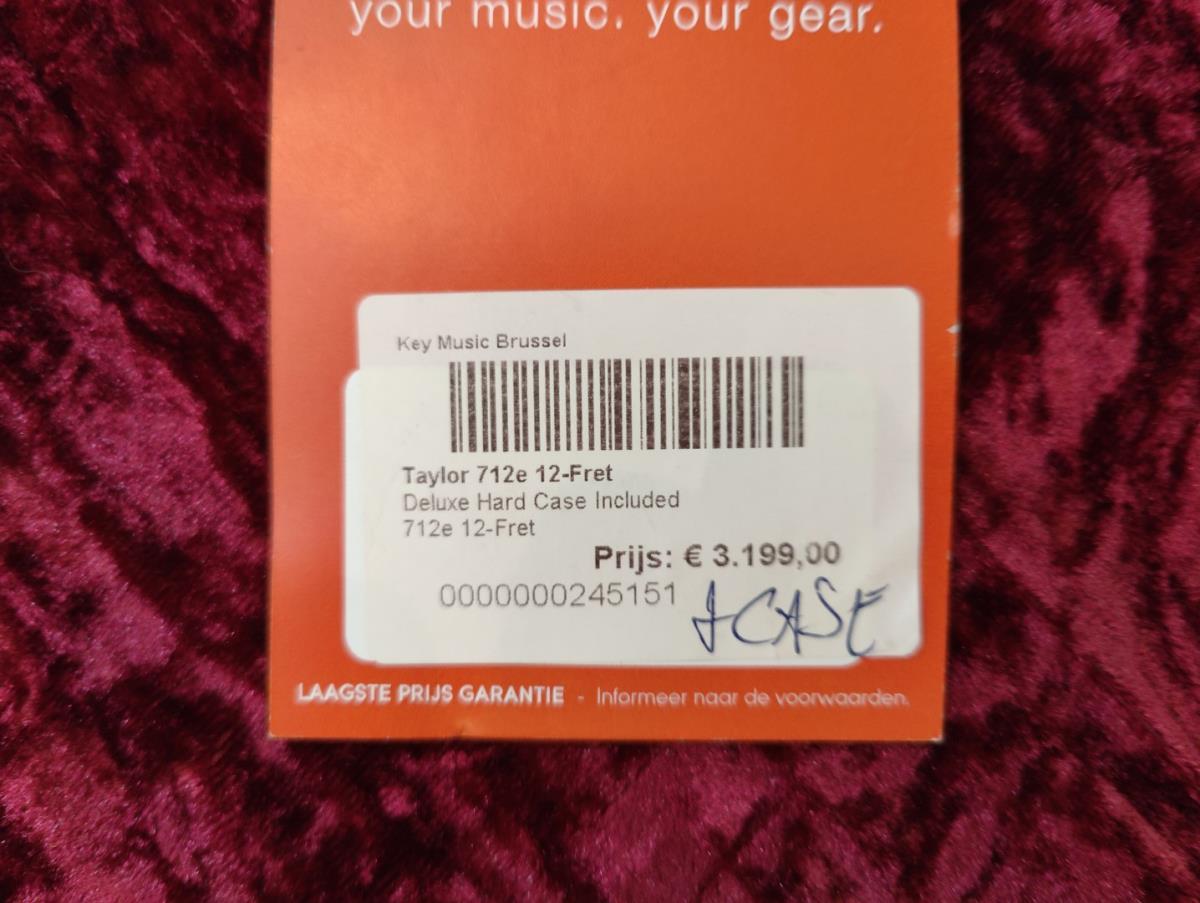 your music. your gear.
Key Music Brussel
Taylor 712e 12-Fret
Deluxe Hard Case Included
712e 12-Fret
Prijs: € 3.199,00
0000000245151
CASE
LAAGSTE PRIJS GARANTIE - Informeer naar de voorwaarden.